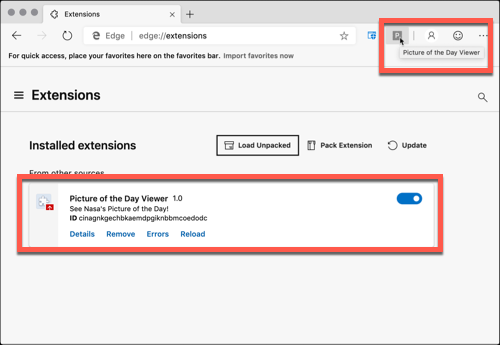 Extensions
Edge | edge://extensions
For quick access, place your favorites here on the favorites bar. Import favorites now
Picture of the Day Viewer
Extensions
Installed extensions
Load Unpacked
Pack Extension
Update
From other sources
Picture of the Day Viewer 1.0
See Nasa's Picture of the Day!
ID cinagnkgechbkaemdpgiknbbmcoedodc
Details Remove Errors Reload